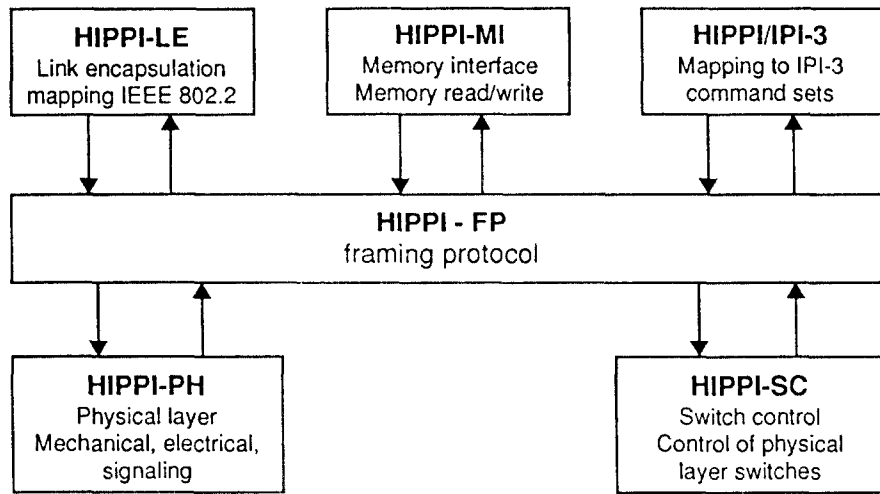 HIPPI-LE
Link encapsulation
mapping IEEE 802.2
HIPPI-MI
Memory interface
Memory read/write
HIPPI/IPI-3
Mapping to IPI-3
command sets
HIPPI - FP
framing protocol
HIPPI-PH
Physical layer
Mechanical, electrical,
signaling
HIPPI-SC
Switch control
Control of physical
layer switches